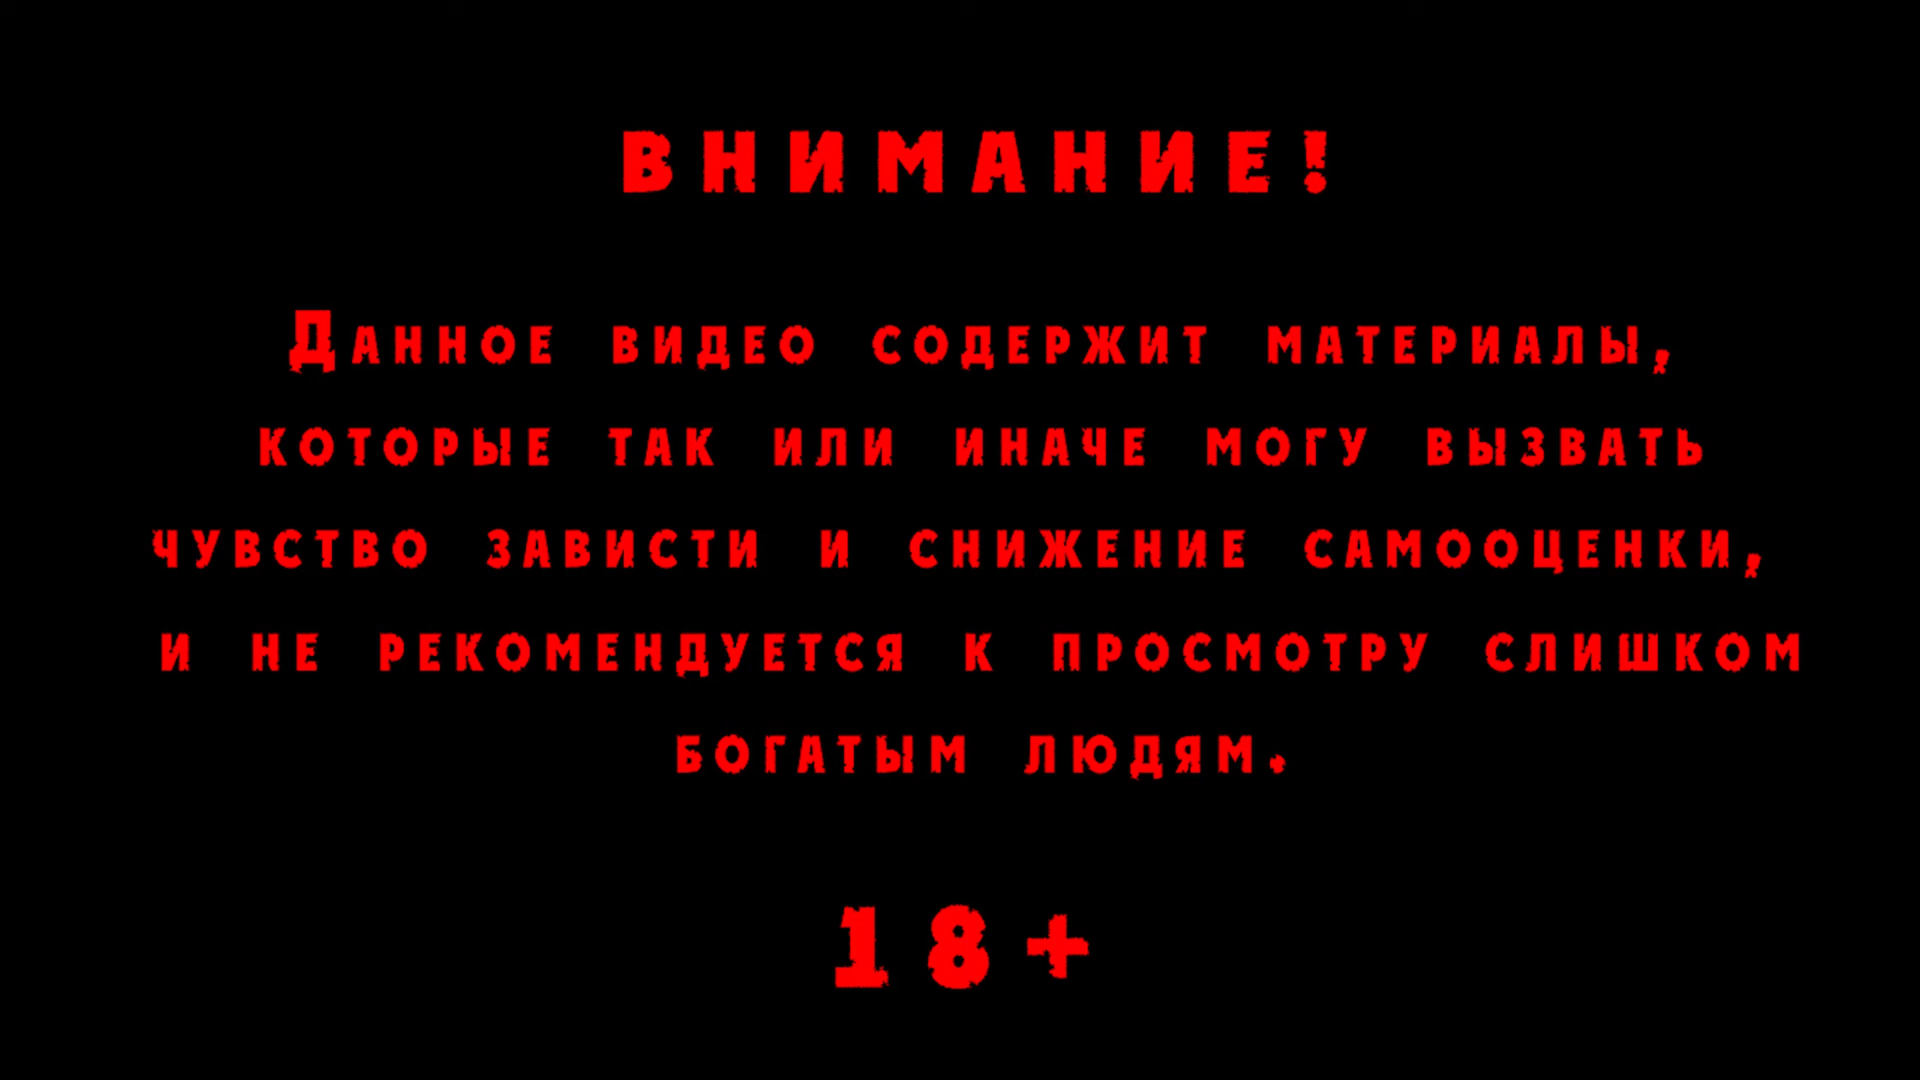 ВНИМАНИЕ!
Данное видео содержит материалы,
которые так или иначе могу вызвать
чувство зависти и снижение самооценки,
и не рекомендуется к просмотру слишком
богатым людям.
18+